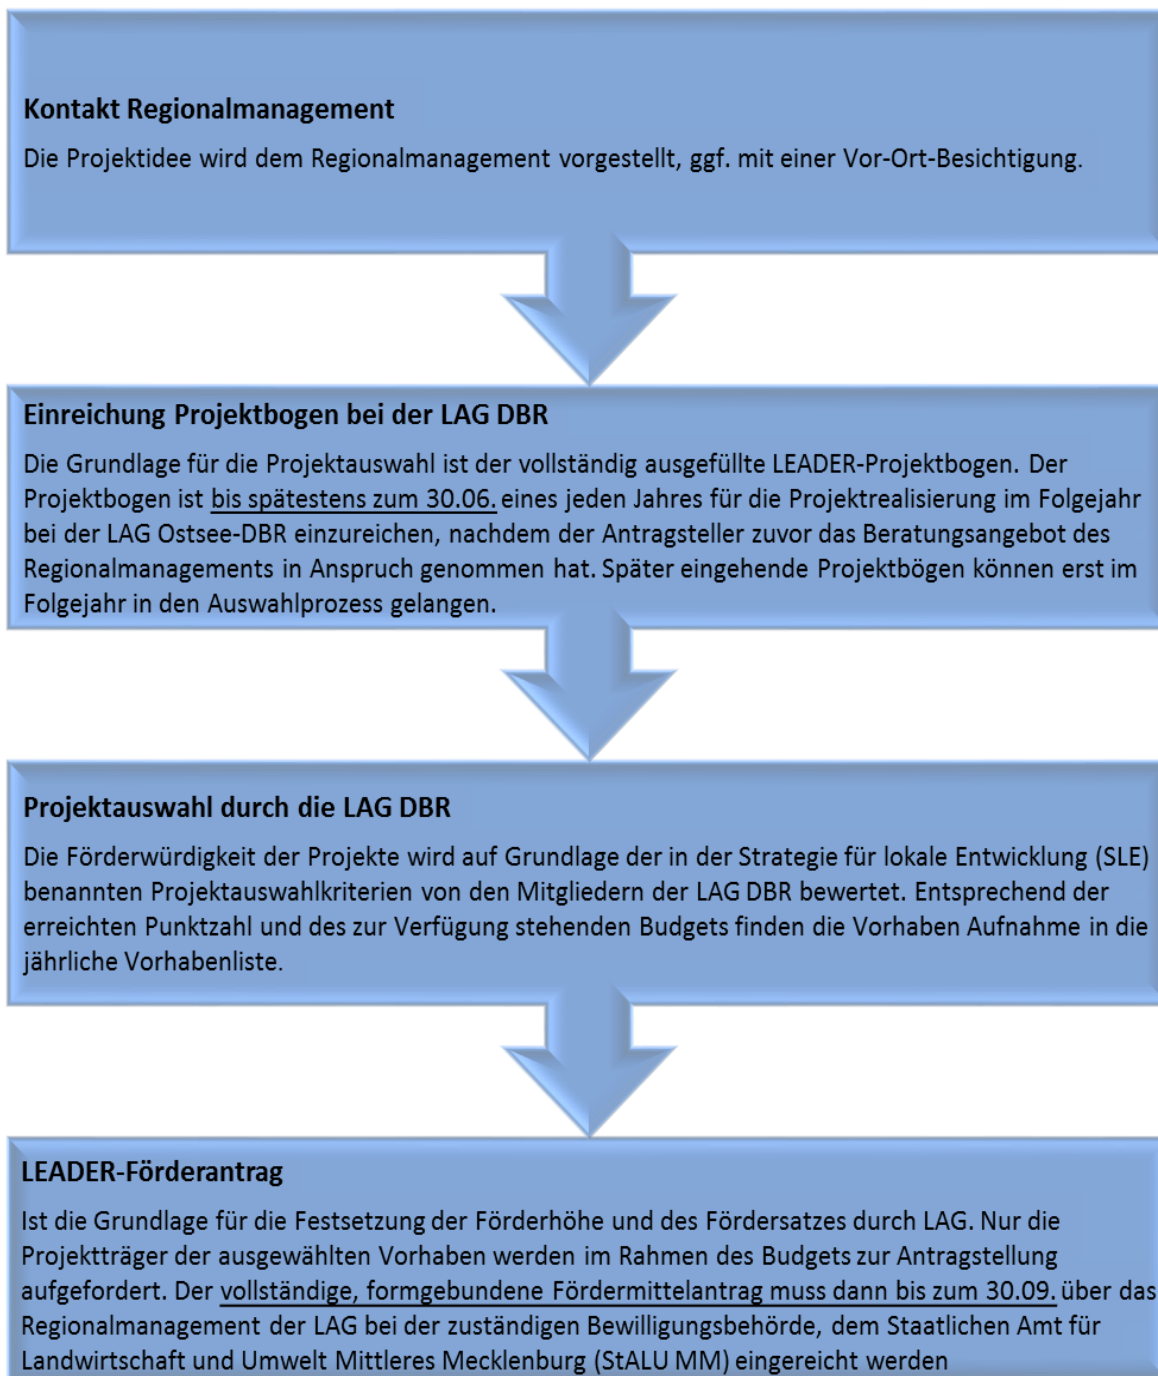 Kontakt Regionalmanagement
Die Projektidee wird dem Regionalmanagement vorgestellt, ggf. mit einer Vor-Ort-Besichtigung.
Einreichung Projektbogen bei der LAG DBR
Die Grundlage für die Projektauswahl ist der vollständig ausgefüllte LEADER-Projektbogen. Der
Projektbogen ist bis spätestens zum 30.06. eines jeden Jahres für die Projektrealisierung im Folgejahr
bei der LAG Ostsee-DBR einzureichen, nachdem der Antragsteller zuvor das Beratungsangebot des
Regionalmanagements in Anspruch genommen hat. Später eingehende Projektbögen können erst im
Folgejahr in den Auswahlprozess gelangen.
Projektauswahl durch die LAG DBR
Die Förderwürdigkeit der Projekte wird auf Grundlage der in der Strategie für lokale Entwicklung (SLE)
benannten Projektauswahlkriterien von den Mitgliedern der LAG DBR bewertet. Entsprechend der
erreichten Punktzahl und des zur Verfügung stehenden Budgets finden die Vorhaben Aufnahme in die
jährliche Vorhabenliste.
LEADER-Förderantrag
Ist die Grundlage für die Festsetzung der Förderhöhe und des Fördersatzes durch LAG. Nur die
Projektträger der ausgewählten Vorhaben werden im Rahmen des Budgets zur Antragstellung
aufgefordert. Der vollständige, formgebundene Fördermittelantrag muss dann bis zum 30.09. über das
Regionalmanagement der LAG bei der zuständigen Bewilligungsbehörde, dem Staatlichen Amt für
Landwirtschaft und Umwelt Mittleres Mecklenburg (StALU MM) eingereicht werden